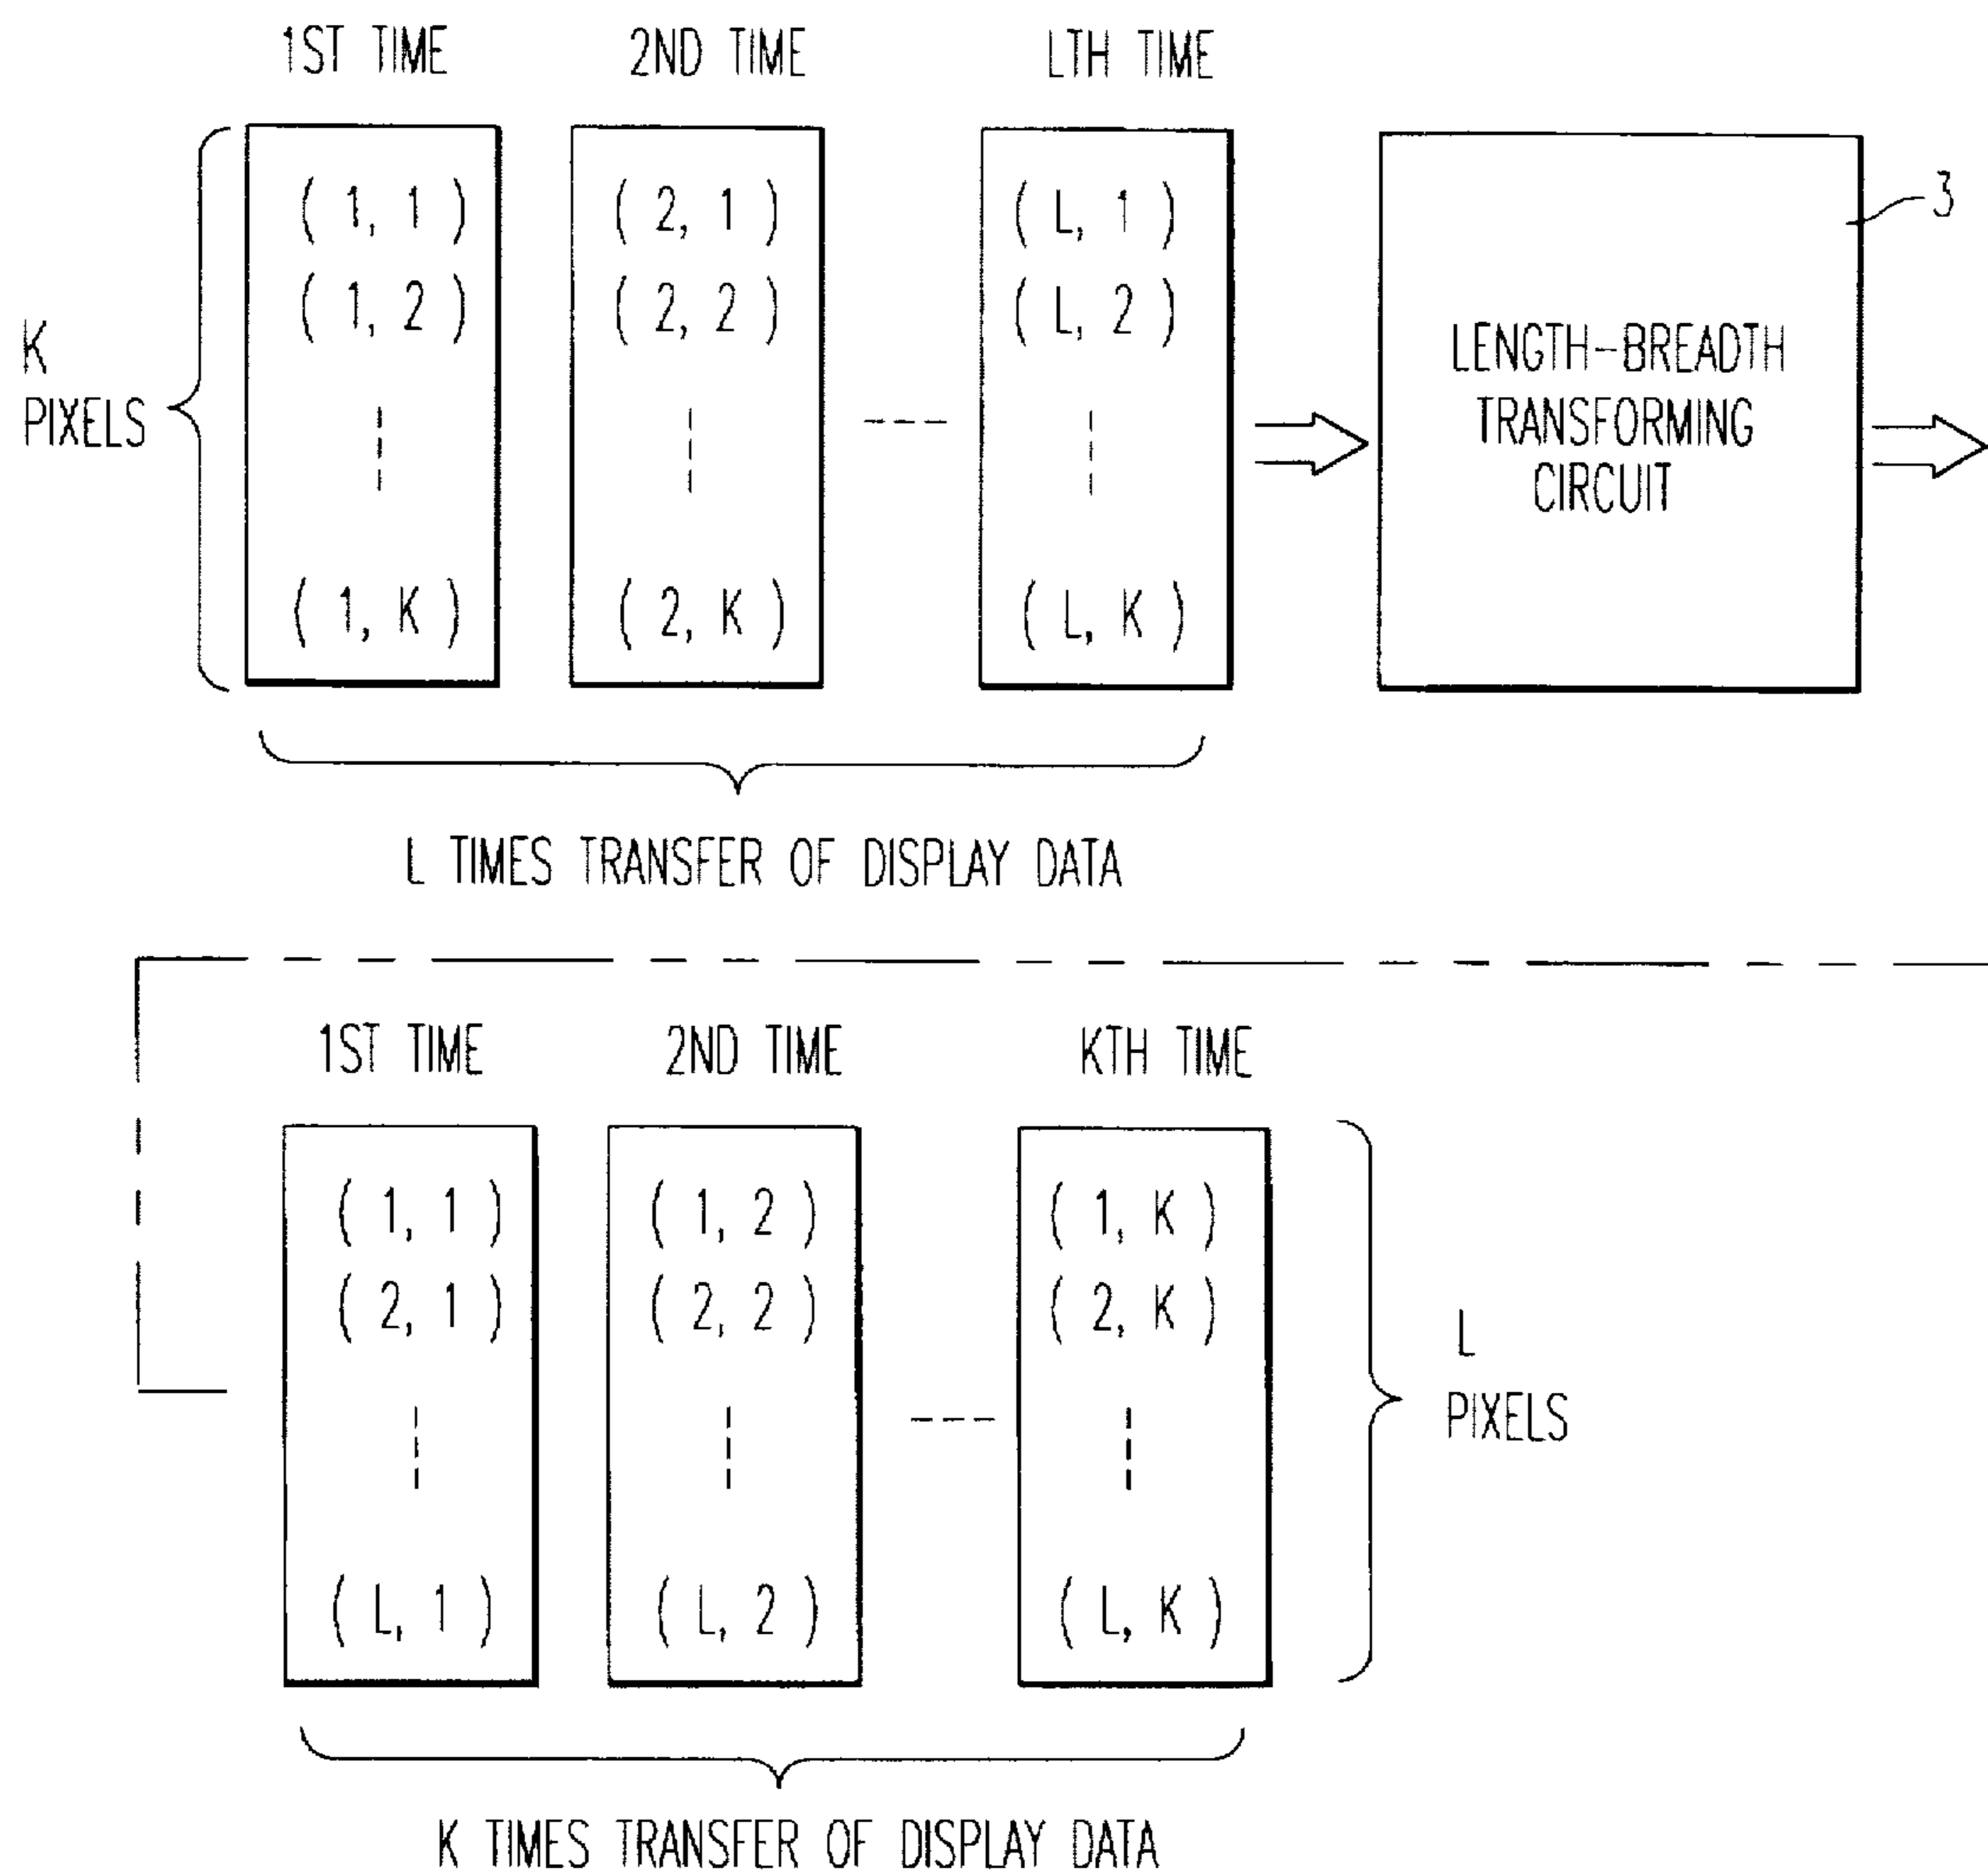 1ST TIME 2ND TIME LTH TIME
( 1, 1 ) ( 2, 1 ) ( L, 1 )
3
( 1, 2 ) ( 2, 2 ) ( L, 2 )
K
PIXELS
LENGTH-BREADTH
TRANSFORMING
CIRCUIT
( 1, K ) ( 2, K ) ( L, K )
L TIMES TRANSFER OF DISPLAY DATA
1ST TIME 2ND TIME KTH TIME
( 1, 1 ) ( 1, 2 ) ( 1, K )
( 2, 1 ) ( 2, 2 ) ( 2, K )
L
PIXELS
( L, 1 ) ( L, 2 ) ( L, K )
K TIMES TRANSFER OF DISPLAY DATA